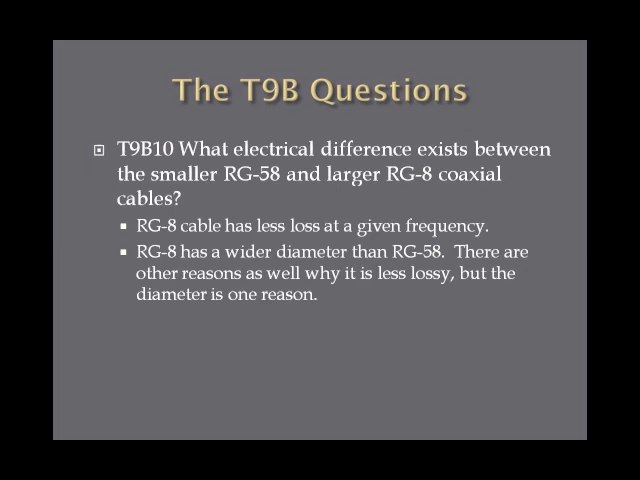 The T9B Questions
T9B10 What electrical difference exists between
the smaller RG-58 and larger RG-8 coaxial
cables?
RG-8 cable has less loss at a given frequency.
RG-8 has a wider diameter than RG-58.  There are
other reasons as well why it is less lossy, but the
diameter is one reason.